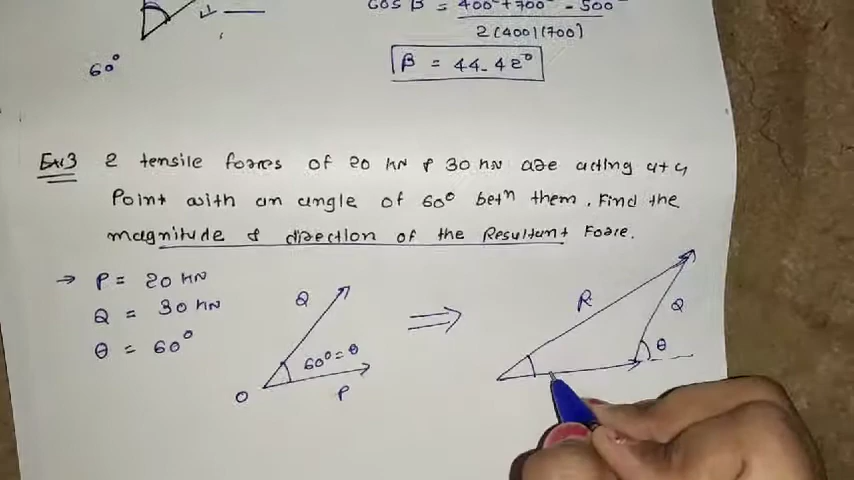 cos β = 400² + 700² - 500²
2(400)(700)
60°
β = 44.42°
Ex:3 2 tensile forces of 20 kN & 30 kN are acting at a
Point with an angle of 60° betⁿ them. Find the
magnitude & direction of the Resultant Force.
→ P = 20 kN
Q = 30 kN
θ = 60°
Q
60° = θ
O
P
⇒
R
Q
θ